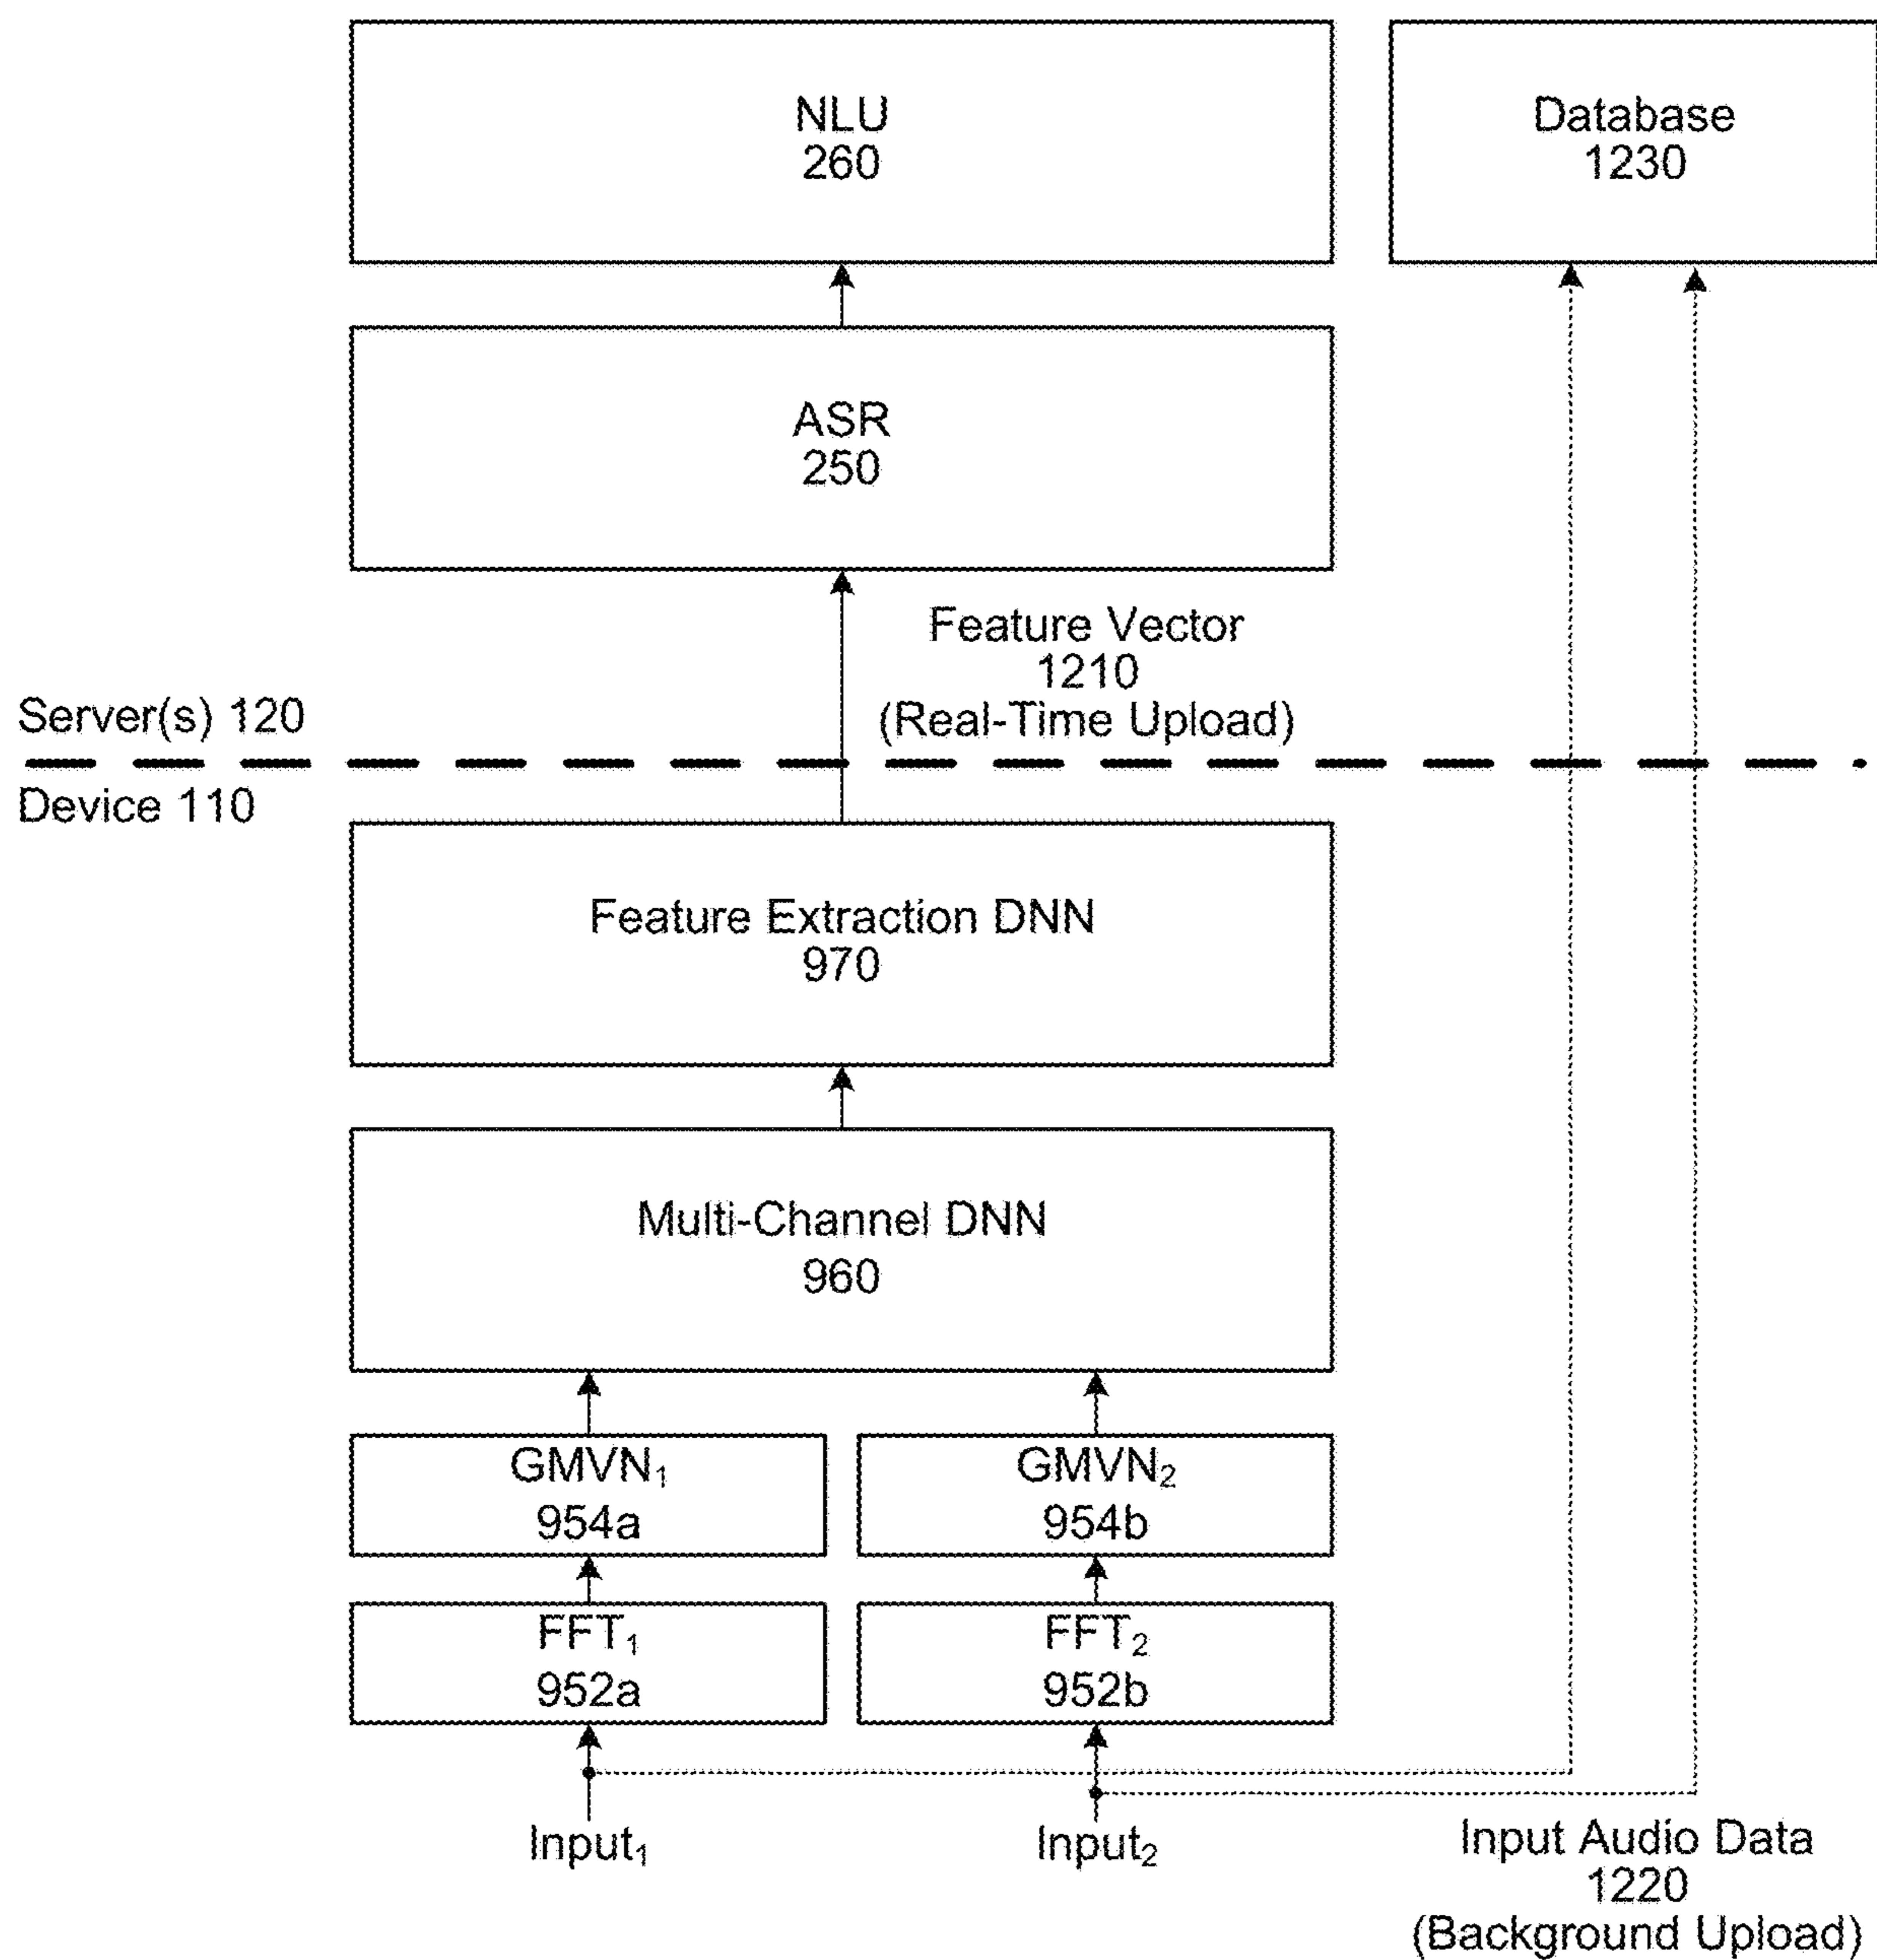 NLU
260
Database
1230
ASR
250
Feature Vector
1210
(Real-Time Upload)
Server(s) 120
Device 110
Feature Extraction DNN
970
Multi-Channel DNN
960
GMVN₁
954a
GMVN₂
954b
FFT₁
952a
FFT₂
952b
Input₁
Input₂
Input Audio Data
1220
(Background Upload)